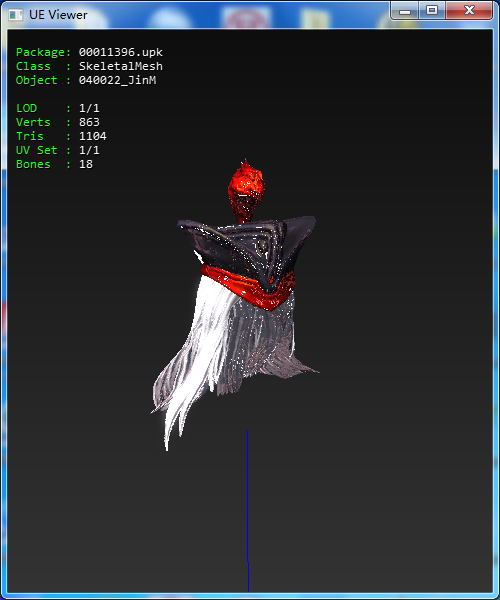 UE Viewer
Package: 00011396.upk
Class : SkeletalMesh
Object : 040022_JinM
LOD : 1/1
Verts : 863
Tris : 1104
UV Set : 1/1
Bones : 18